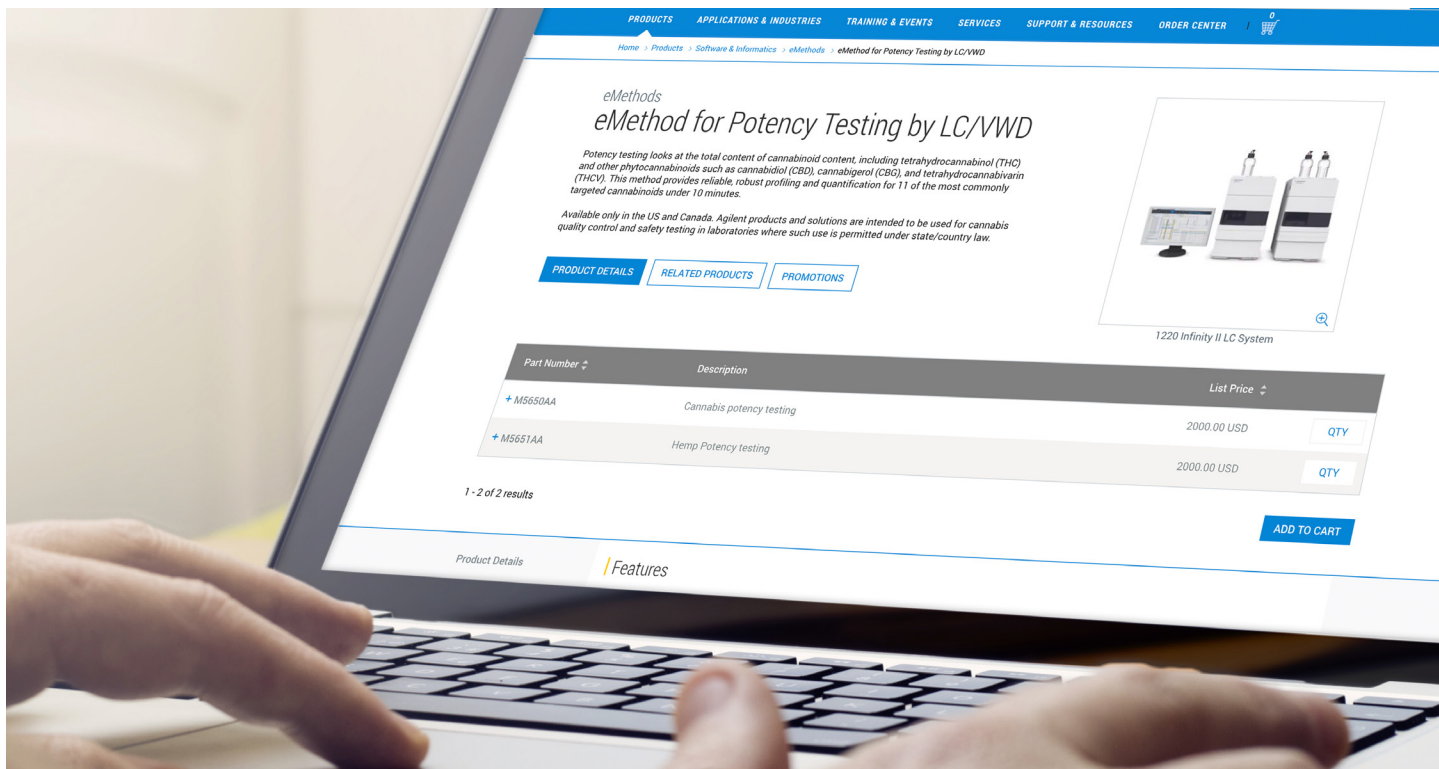 PRODUCTS APPLICATIONS & INDUSTRIES TRAINING & EVENTS SERVICES SUPPORT & RESOURCES ORDER CENTER | 0
Home > Products > Software & Informatics > eMethods > eMethod for Potency Testing by LC/VWD
eMethods
eMethod for Potency Testing by LC/VWD
Potency testing looks at the total content of cannabinoid content, including tetrahydrocannabinol (THC)
and other phytocannabinoids such as cannabidiol (CBD), cannabigerol (CBG), and tetrahydrocannabivarin
(THCV). This method provides reliable, robust profiling and quantification for 11 of the most commonly
targeted cannabinoids under 10 minutes.
Available only in the US and Canada. Agilent products and solutions are intended to be used for cannabis
quality control and safety testing in laboratories where such use is permitted under state/country law.
PRODUCT DETAILS RELATED PRODUCTS PROMOTIONS
1220 Infinity II LC System
Part Number Description List Price
+ M5650AA Cannabis potency testing 2000.00 USD QTY
+ M5651AA Hemp Potency testing 2000.00 USD QTY
1 - 2 of 2 results
ADD TO CART
Product Details
Features